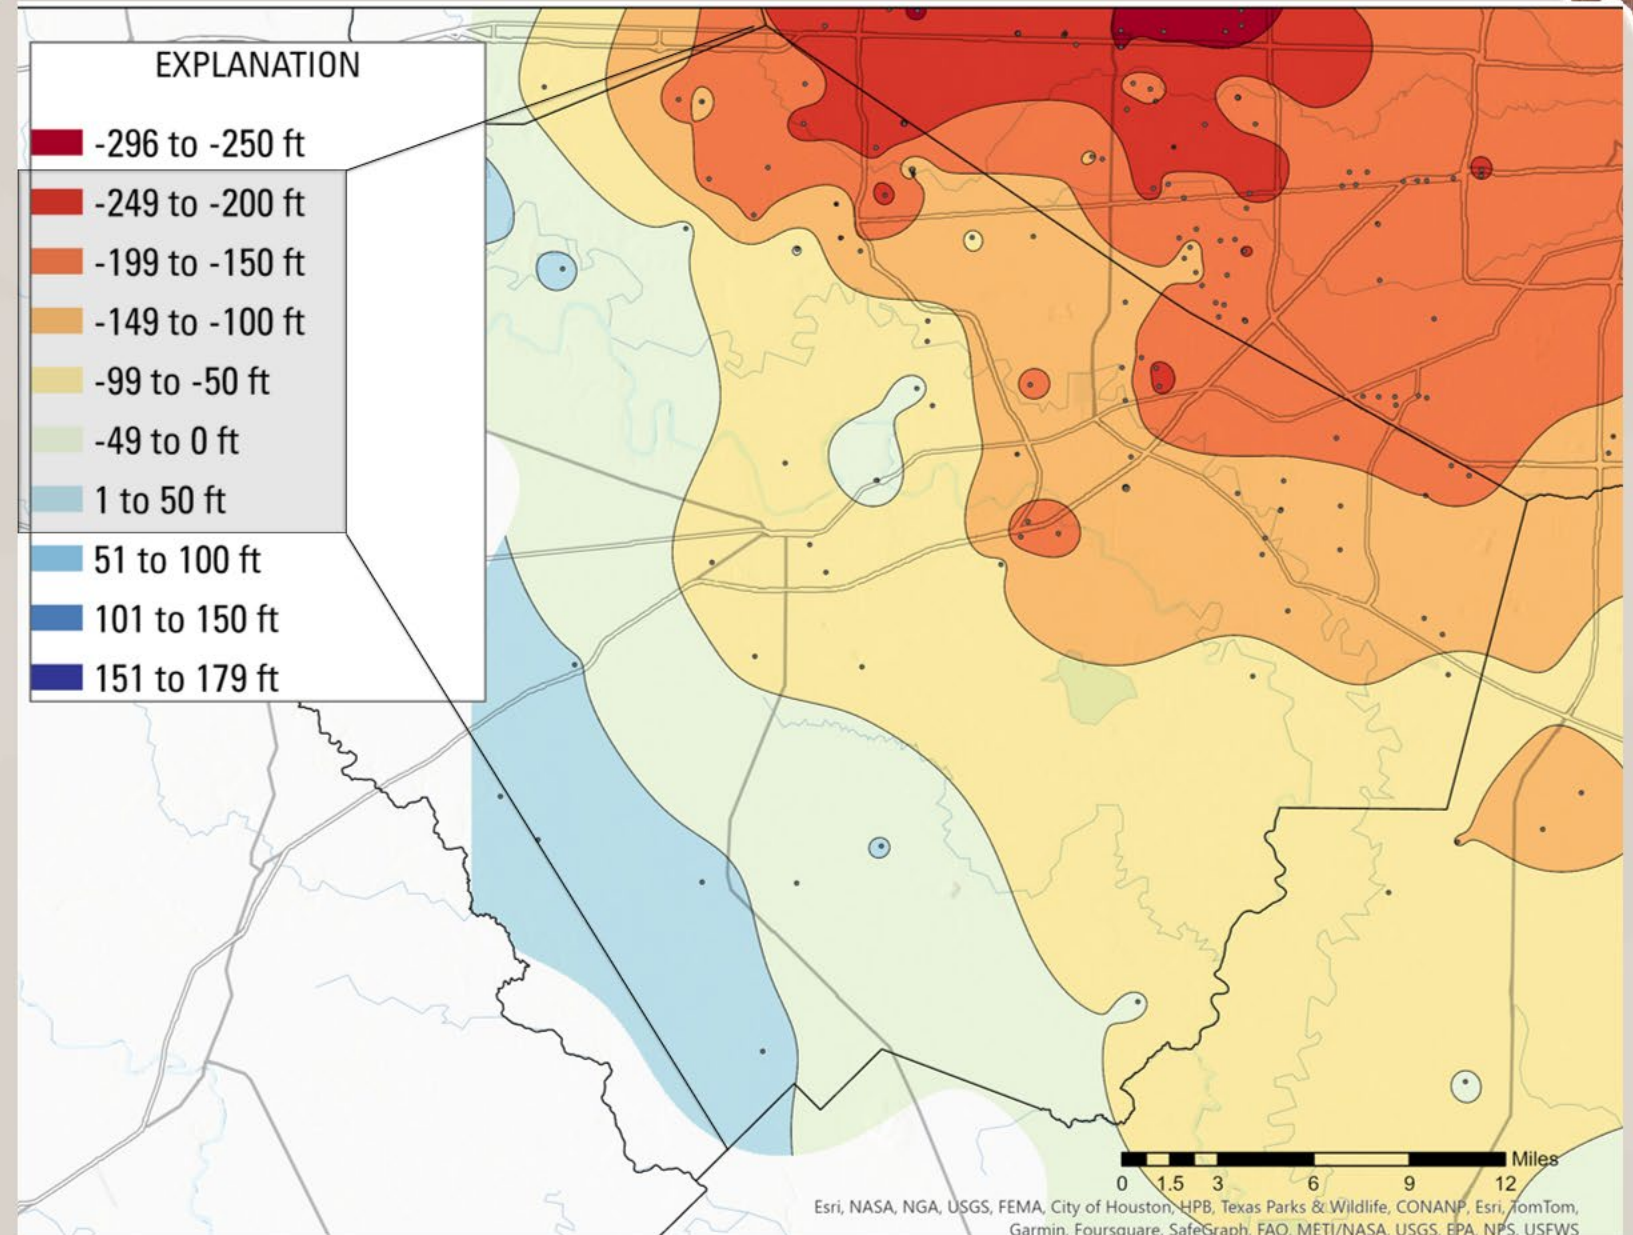 EXPLANATION
-296 to -250 ft
-249 to -200 ft
-199 to -150 ft
-149 to -100 ft
-99 to -50 ft
-49 to 0 ft
1 to 50 ft
51 to 100 ft
101 to 150 ft
151 to 179 ft
Miles
0 1.5 3 6 9 12
Esri, NASA, NGA, USGS, FEMA, City of Houston, HPB, Texas Parks & Wildlife, CONANP, Esri, TomTom,
Garmin, Foursquare, SafeGraph, FAO, METI/NASA, USGS, EPA, NPS, USFWS